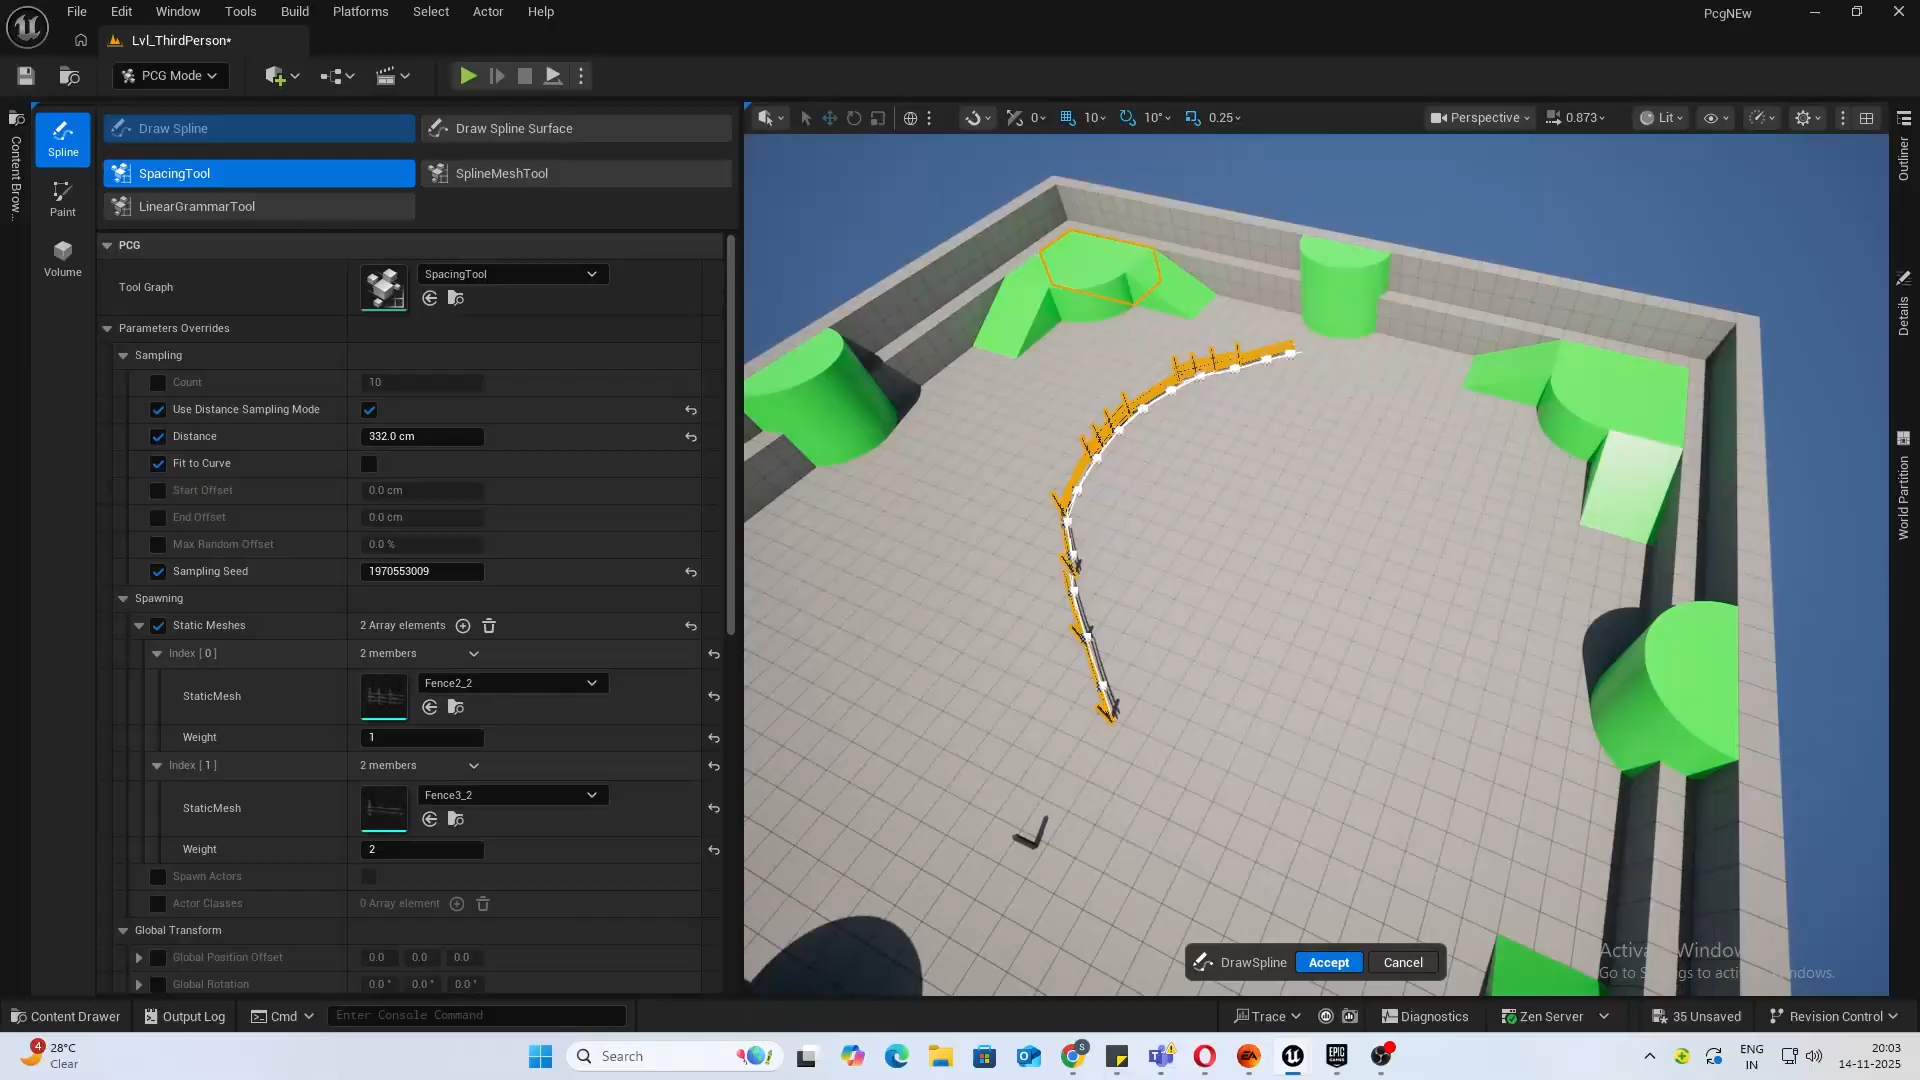 File Edit Window Tools Build Platforms Select Actor Help
PcgNEw
Lvl_ThirdPerson*
PCG Mode
Content Brow...
Spline
Paint
Volume
Draw Spline
Draw Spline Surface
SpacingTool
SplineMeshTool
LinearGrammarTool
PCG
Tool Graph
SpacingTool
Parameters Overrides
Sampling
Count 10
Use Distance Sampling Mode
Distance 332.0 cm
Fit to Curve
Start Offset 0.0 cm
End Offset 0.0 cm
Max Random Offset 0.0 %
Sampling Seed 1970553009
Spawning
Static Meshes 2 Array elements
Index [ 0 ] 2 members
StaticMesh Fence2_2
Weight 1
Index [ 1 ] 2 members
StaticMesh Fence3_2
Weight 2
Spawn Actors
Actor Classes 0 Array element
Global Transform
Global Position Offset 0.0 0.0 0.0
Global Rotation 0.0 ° 0.0 ° 0.0 °
0 10 10° 0.25
Perspective 0.873 Lit
Outliner
Details
World Partition
DrawSpline Accept Cancel
Activate Windows
Go to Settings to activate Windows.
Content Drawer Output Log Cmd Enter Console Command
Trace Diagnostics Zen Server 35 Unsaved Revision Control
4
28°C
Clear
Search
ENG
IN
20:03
14-11-2025